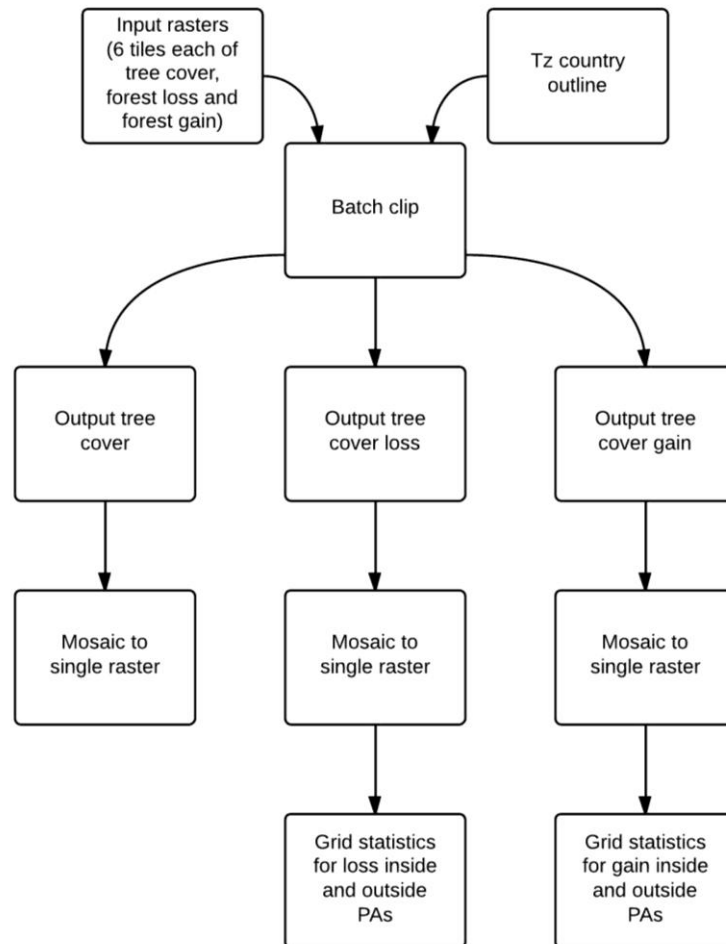 Input rasters
(6 tiles each of
tree cover,
forest loss and
forest gain)
Tz country
outline
Batch clip
Output tree
cover
Output tree
cover loss
Output tree
cover gain
Mosaic to
single raster
Mosaic to
single raster
Mosaic to
single raster
Grid statistics
for loss inside
and outside
PAs
Grid statistics
for gain inside
and outside
PAs